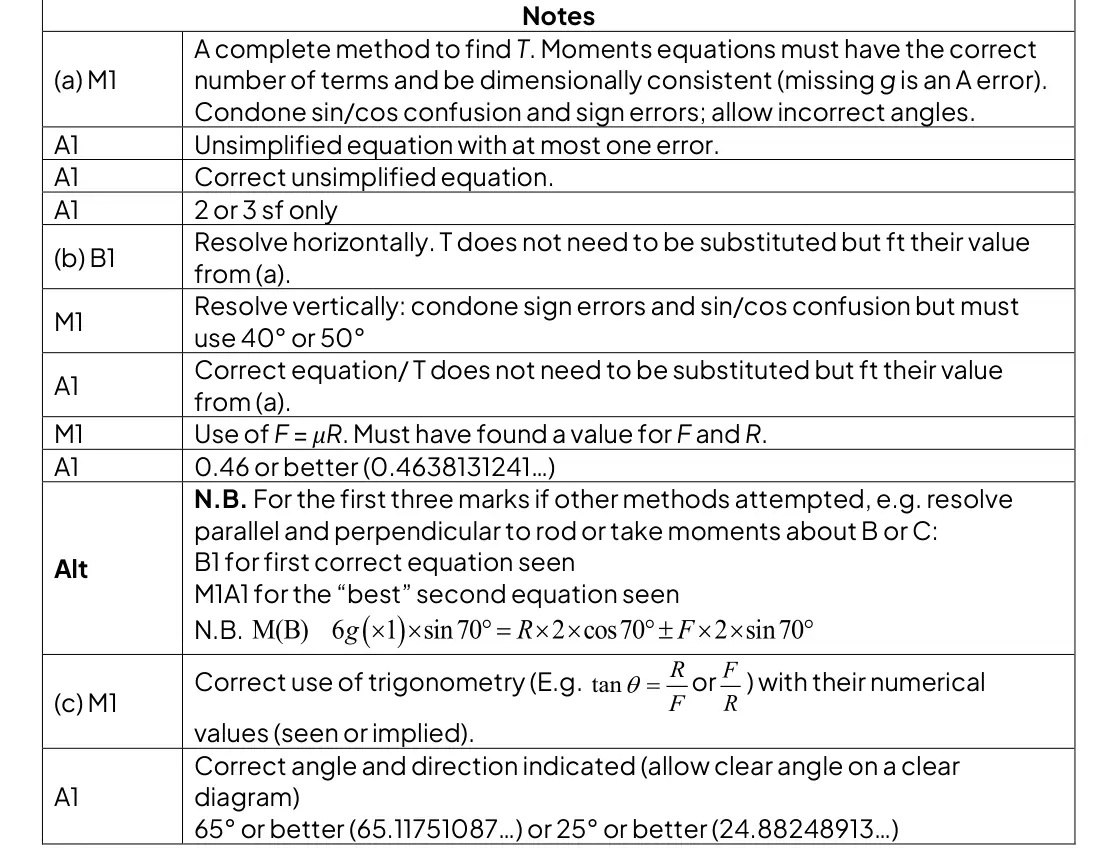 Notes
(a) M1
A complete method to find T. Moments equations must have the correct
number of terms and be dimensionally consistent (missing g is an A error).
Condone sin/cos confusion and sign errors; allow incorrect angles.
A1
Unsimplified equation with at most one error.
A1
Correct unsimplified equation.
A1
2 or 3 sf only
(b) B1
Resolve horizontally. T does not need to be substituted but ft their value
from (a).
M1
Resolve vertically: condone sign errors and sin/cos confusion but must
use 40° or 50°
A1
Correct equation/ T does not need to be substituted but ft their value
from (a).
M1
Use of F = μR. Must have found a value for F and R.
A1
0.46 or better (0.4638131241...)
Alt
N.B. For the first three marks if other methods attempted, e.g. resolve
parallel and perpendicular to rod or take moments about B or C:
B1 for first correct equation seen
M1A1 for the “best” second equation seen
N.B. M(B) 6g(×1)×sin 70° = R×2×cos 70° ± F×2×sin 70°
(c) M1
Correct use of trigonometry (E.g. tan θ = R/F or F/R) with their numerical
values (seen or implied).
A1
Correct angle and direction indicated (allow clear angle on a clear
diagram)
65° or better (65.11751087...) or 25° or better (24.88248913...)